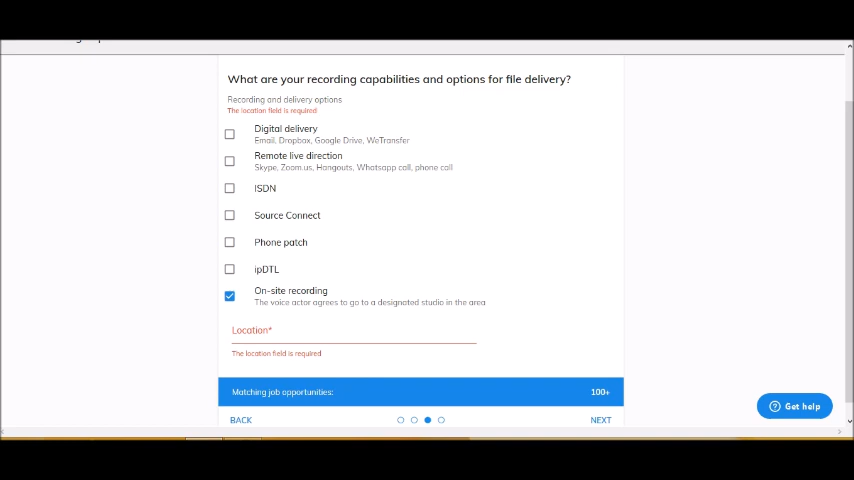 What are your recording capabilities and options for file delivery?
Recording and delivery options
The location field is required
Digital delivery
Email, Dropbox, Google Drive, WeTransfer
Remote live direction
Skype, Zoom.us, Hangouts, Whatsapp call, phone call
ISDN
Source Connect
Phone patch
ipDTL
On-site recording
The voice actor agrees to go to a designated studio in the area
Location*
The location field is required
Matching job opportunities: 100+
Get help
BACK NEXT